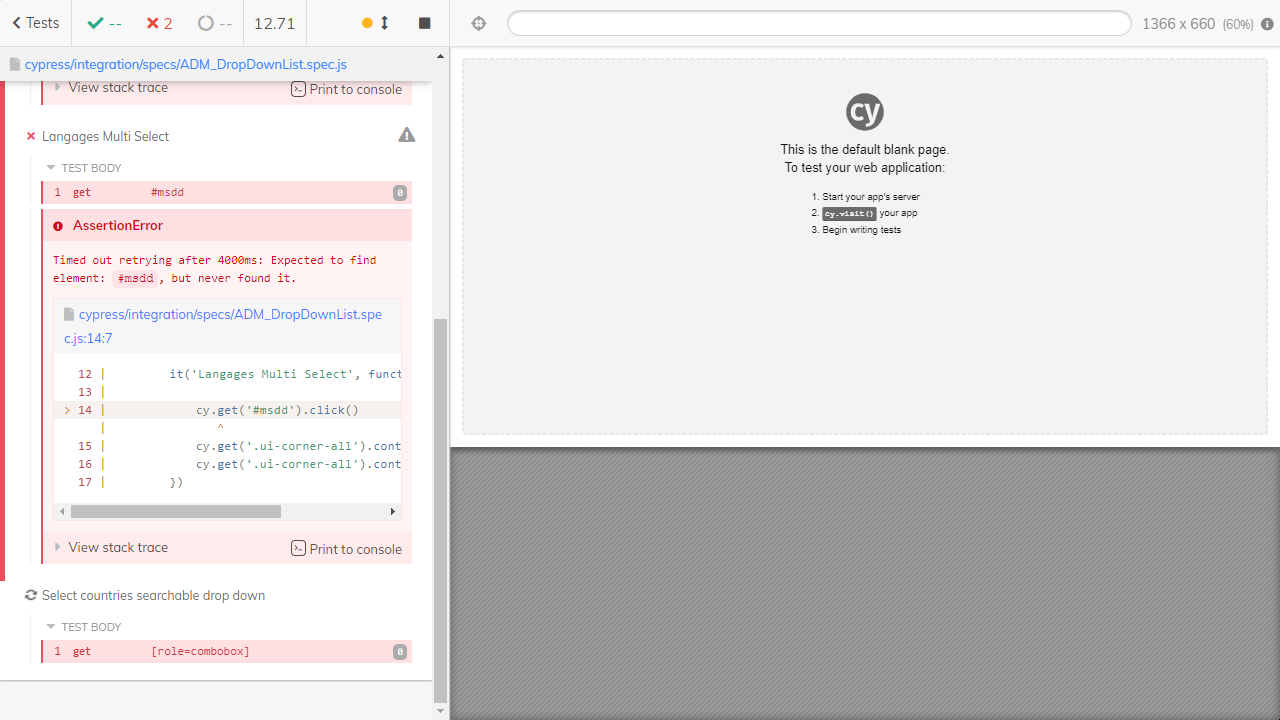 Tests
--
2
--
12.71
1366 x 660 (60%)
cypress/integration/specs/ADM_DropDownList.spec.js
View stack trace
Print to console
Langages Multi Select
TEST BODY
1 get #msdd 0
AssertionError
Timed out retrying after 4000ms: Expected to find
element: #msdd, but never found it.
cypress/integration/specs/ADM_DropDownList.spe
c.js:14:7
12 | it('Langages Multi Select', funct
13 |
> 14 | cy.get('#msdd').click()
| ^
15 | cy.get('.ui-corner-all').cont
16 | cy.get('.ui-corner-all').cont
17 | })
View stack trace
Print to console
Select countries searchable drop down
TEST BODY
1 get [role=combobox] 0
cy
This is the default blank page.
To test your web application:
1. Start your app's server
2. cy.visit() your app
3. Begin writing tests